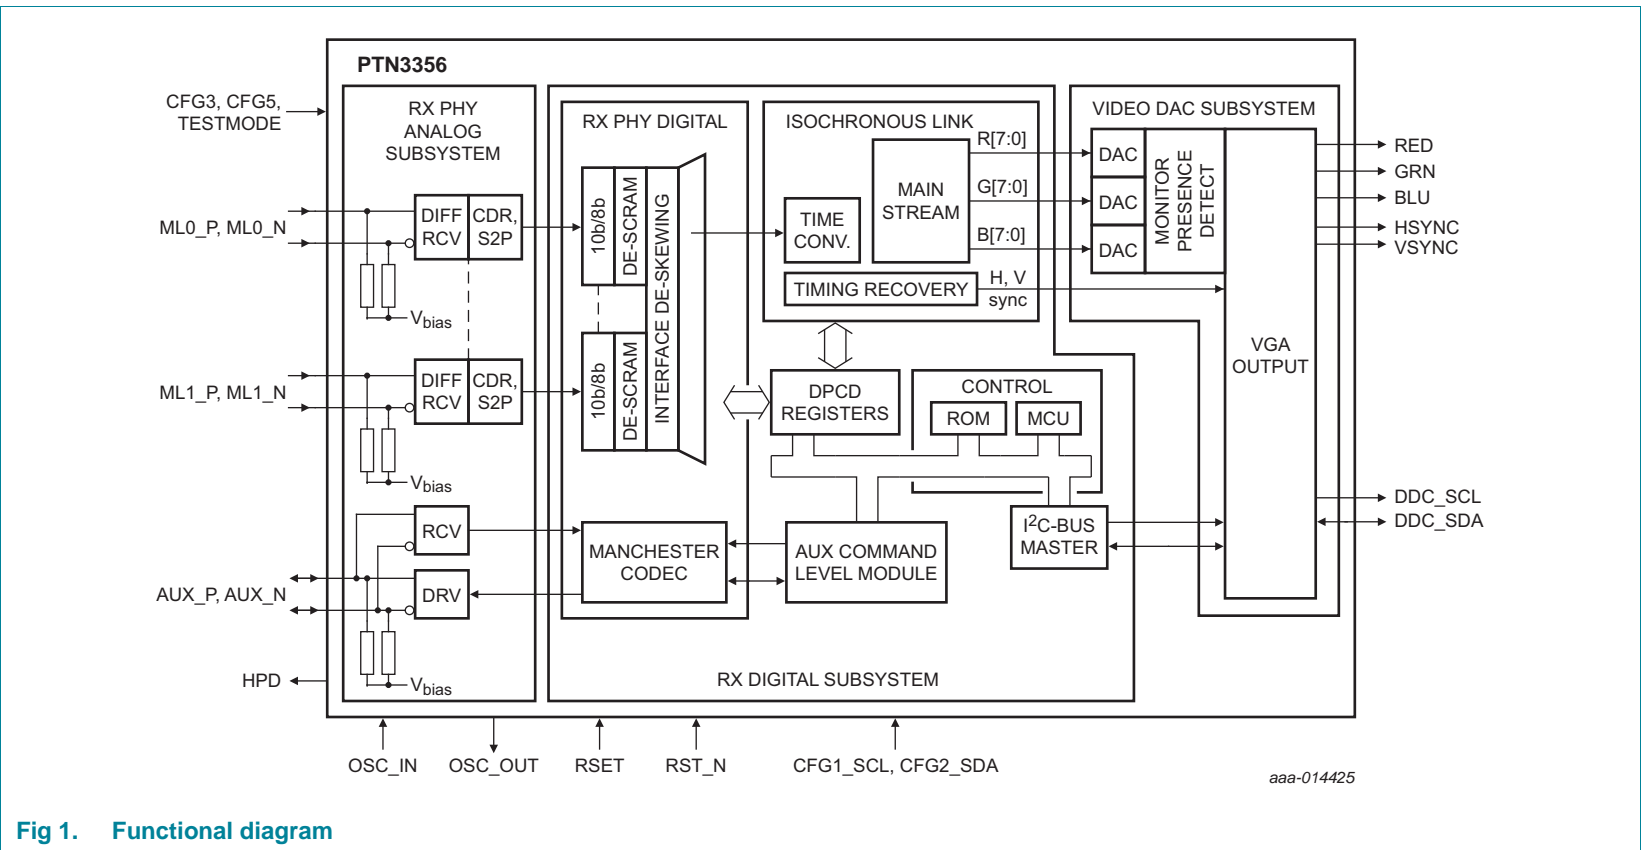 PTN3356
CFG3, CFG5,
TESTMODE
RX PHY
ANALOG
SUBSYSTEM
RX PHY DIGITAL
ISOCHRONOUS LINK
VIDEO DAC SUBSYSTEM
ML0_P, ML0_N
DIFF
RCV
CDR,
S2P
10b/8b
DE-SCRAM
INTERFACE DE-SKEWING
TIME
CONV.
MAIN
STREAM
R[7:0]
G[7:0]
B[7:0]
DAC
DAC
DAC
MONITOR
PRESENCE
DETECT
RED
GRN
BLU
HSYNC
VSYNC
TIMING RECOVERY
H, V
sync
Vbias
ML1_P, ML1_N
DIFF
RCV
CDR,
S2P
10b/8b
DE-SCRAM
VGA
OUTPUT
DPCD
REGISTERS
CONTROL
ROM
MCU
Vbias
RCV
DRV
AUX_P, AUX_N
MANCHESTER
CODEC
AUX COMMAND
LEVEL MODULE
I2C-BUS
MASTER
DDC_SCL
DDC_SDA
HPD
Vbias
RX DIGITAL SUBSYSTEM
OSC_IN
OSC_OUT
RSET
RST_N
CFG1_SCL, CFG2_SDA
aaa-014425
Fig 1. Functional diagram